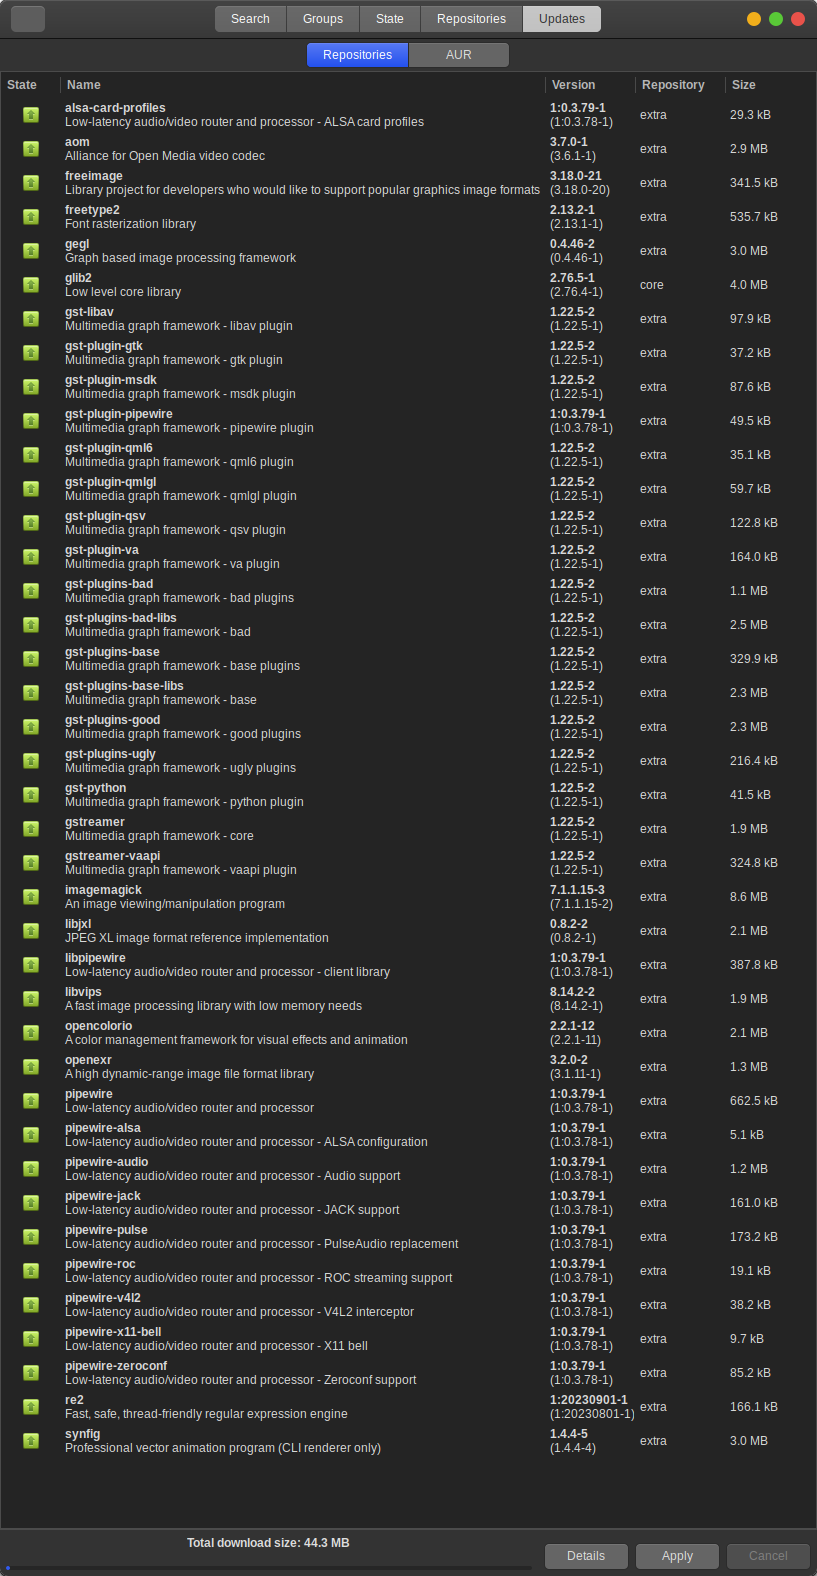 Search Groups State Repositories Updates
Repositories AUR
State Name Version Repository Size
alsa-card-profiles 1:0.3.79-1
Low-latency audio/video router and processor - ALSA card profiles (1:0.3.78-1) extra 29.3 kB
aom 3.7.0-1
Alliance for Open Media video codec (3.6.1-1) extra 2.9 MB
freeimage 3.18.0-21
Library project for developers who would like to support popular graphics image formats (3.18.0-20) extra 341.5 kB
freetype2 2.13.2-1
Font rasterization library (2.13.1-1) extra 535.7 kB
gegl 0.4.46-2
Graph based image processing framework (0.4.46-1) extra 3.0 MB
glib2 2.76.5-1
Low level core library (2.76.4-1) core 4.0 MB
gst-libav 1.22.5-2
Multimedia graph framework - libav plugin (1.22.5-1) extra 97.9 kB
gst-plugin-gtk 1.22.5-2
Multimedia graph framework - gtk plugin (1.22.5-1) extra 37.2 kB
gst-plugin-msdk 1.22.5-2
Multimedia graph framework - msdk plugin (1.22.5-1) extra 87.6 kB
gst-plugin-pipewire 1:0.3.79-1
Multimedia graph framework - pipewire plugin (1:0.3.78-1) extra 49.5 kB
gst-plugin-qml6 1.22.5-2
Multimedia graph framework - qml6 plugin (1.22.5-1) extra 35.1 kB
gst-plugin-qmlgl 1.22.5-2
Multimedia graph framework - qmlgl plugin (1.22.5-1) extra 59.7 kB
gst-plugin-qsv 1.22.5-2
Multimedia graph framework - qsv plugin (1.22.5-1) extra 122.8 kB
gst-plugin-va 1.22.5-2
Multimedia graph framework - va plugin (1.22.5-1) extra 164.0 kB
gst-plugins-bad 1.22.5-2
Multimedia graph framework - bad plugins (1.22.5-1) extra 1.1 MB
gst-plugins-bad-libs 1.22.5-2
Multimedia graph framework - bad (1.22.5-1) extra 2.5 MB
gst-plugins-base 1.22.5-2
Multimedia graph framework - base plugins (1.22.5-1) extra 329.9 kB
gst-plugins-base-libs 1.22.5-2
Multimedia graph framework - base (1.22.5-1) extra 2.3 MB
gst-plugins-good 1.22.5-2
Multimedia graph framework - good plugins (1.22.5-1) extra 2.3 MB
gst-plugins-ugly 1.22.5-2
Multimedia graph framework - ugly plugins (1.22.5-1) extra 216.4 kB
gst-python 1.22.5-2
Multimedia graph framework - python plugin (1.22.5-1) extra 41.5 kB
gstreamer 1.22.5-2
Multimedia graph framework - core (1.22.5-1) extra 1.9 MB
gstreamer-vaapi 1.22.5-2
Multimedia graph framework - vaapi plugin (1.22.5-1) extra 324.8 kB
imagemagick 7.1.1.15-3
An image viewing/manipulation program (7.1.1.15-2) extra 8.6 MB
libjxl 0.8.2-2
JPEG XL image format reference implementation (0.8.2-1) extra 2.1 MB
libpipewire 1:0.3.79-1
Low-latency audio/video router and processor - client library (1:0.3.78-1) extra 387.8 kB
libvips 8.14.2-2
A fast image processing library with low memory needs (8.14.2-1) extra 1.9 MB
opencolorio 2.2.1-12
A color management framework for visual effects and animation (2.2.1-11) extra 2.1 MB
openexr 3.2.0-2
A high dynamic-range image file format library (3.1.11-1) extra 1.3 MB
pipewire 1:0.3.79-1
Low-latency audio/video router and processor (1:0.3.78-1) extra 662.5 kB
pipewire-alsa 1:0.3.79-1
Low-latency audio/video router and processor - ALSA configuration (1:0.3.78-1) extra 5.1 kB
pipewire-audio 1:0.3.79-1
Low-latency audio/video router and processor - Audio support (1:0.3.78-1) extra 1.2 MB
pipewire-jack 1:0.3.79-1
Low-latency audio/video router and processor - JACK support (1:0.3.78-1) extra 161.0 kB
pipewire-pulse 1:0.3.79-1
Low-latency audio/video router and processor - PulseAudio replacement (1:0.3.78-1) extra 173.2 kB
pipewire-roc 1:0.3.79-1
Low-latency audio/video router and processor - ROC streaming support (1:0.3.78-1) extra 19.1 kB
pipewire-v4l2 1:0.3.79-1
Low-latency audio/video router and processor - V4L2 interceptor (1:0.3.78-1) extra 38.2 kB
pipewire-x11-bell 1:0.3.79-1
Low-latency audio/video router and processor - X11 bell (1:0.3.78-1) extra 9.7 kB
pipewire-zeroconf 1:0.3.79-1
Low-latency audio/video router and processor - Zeroconf support (1:0.3.78-1) extra 85.2 kB
re2 1:20230901-1
Fast, safe, thread-friendly regular expression engine (1:20230801-1) extra 166.1 kB
synfig 1.4.4-5
Professional vector animation program (CLI renderer only) (1.4.4-4) extra 3.0 MB
Total download size: 44.3 MB
Details Apply Cancel